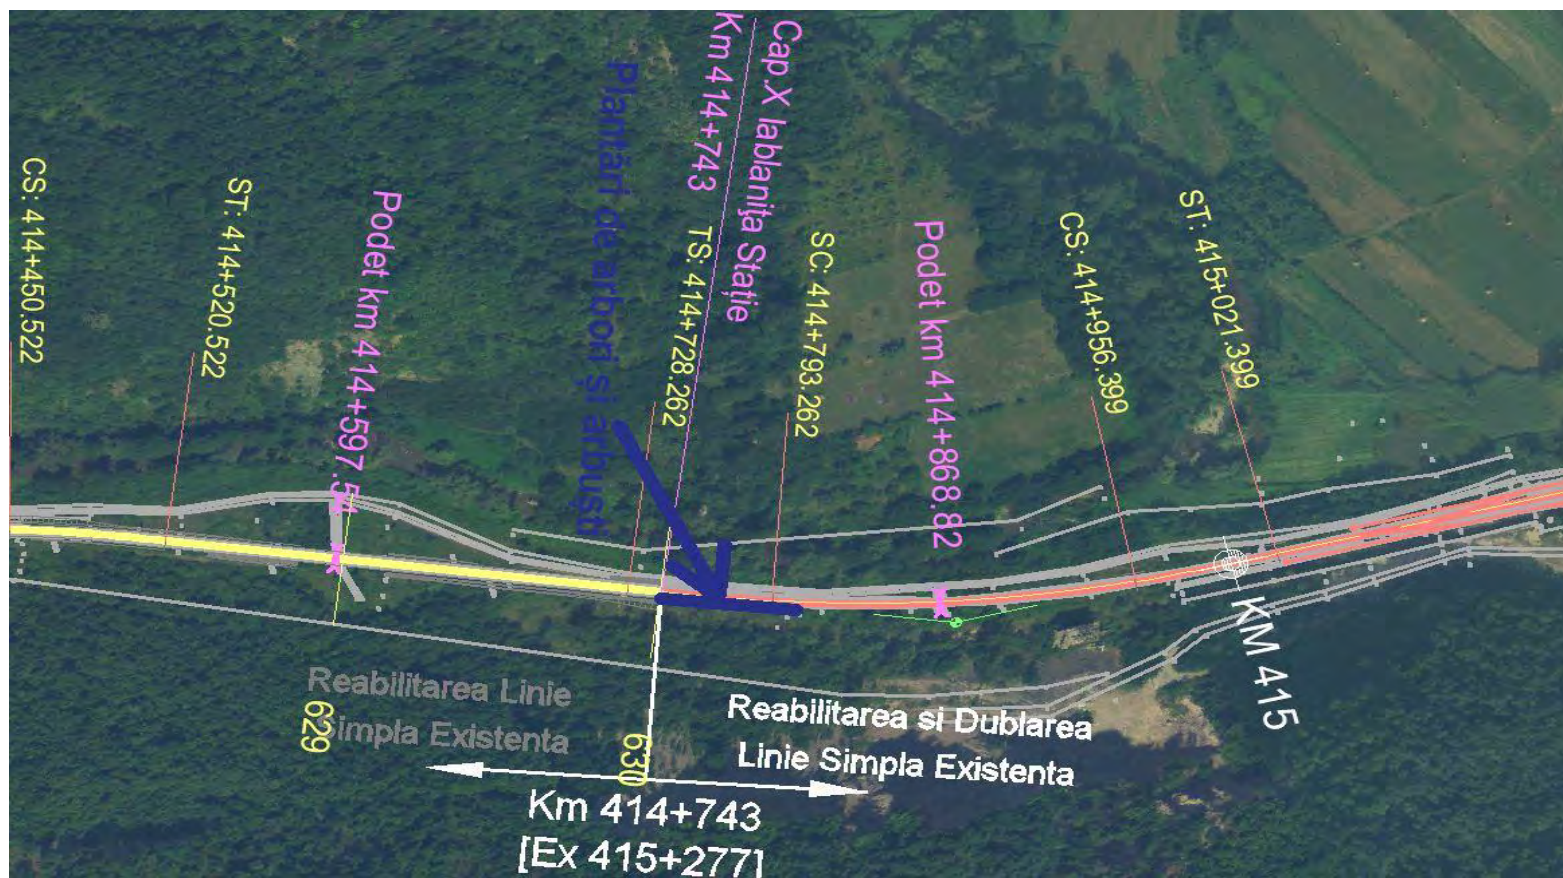 CS: 414+450.522
ST: 414+520.522
Podet km 414+597.51
Plantări de arbori și arbuști
Km 414+743
Cap.X Iablanița Stație
TS: 414+728.262
SC: 414+793.262
Podet km 414+868.82
CS: 414+956.399
ST: 415+021.399
KM 415
Reabilitarea Linie
Simpla Existenta
629
630
Reabilitarea si Dublarea
Linie Simpla Existenta
Km 414+743
[Ex 415+277]